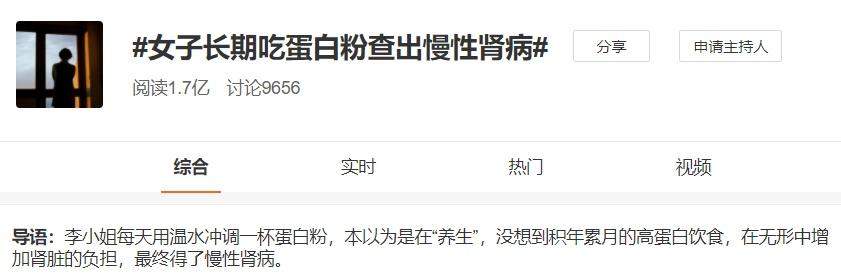 #女子长期吃蛋白粉查出慢性肾病#
分享
申请主持人
阅读1.7亿 讨论9656
综合 实时 热门 视频
导语：李小姐每天用温水冲调一杯蛋白粉，本以为是在“养生”，没想到积年累月的高蛋白饮食，在无形中增
加肾脏的负担，最终得了慢性肾病。